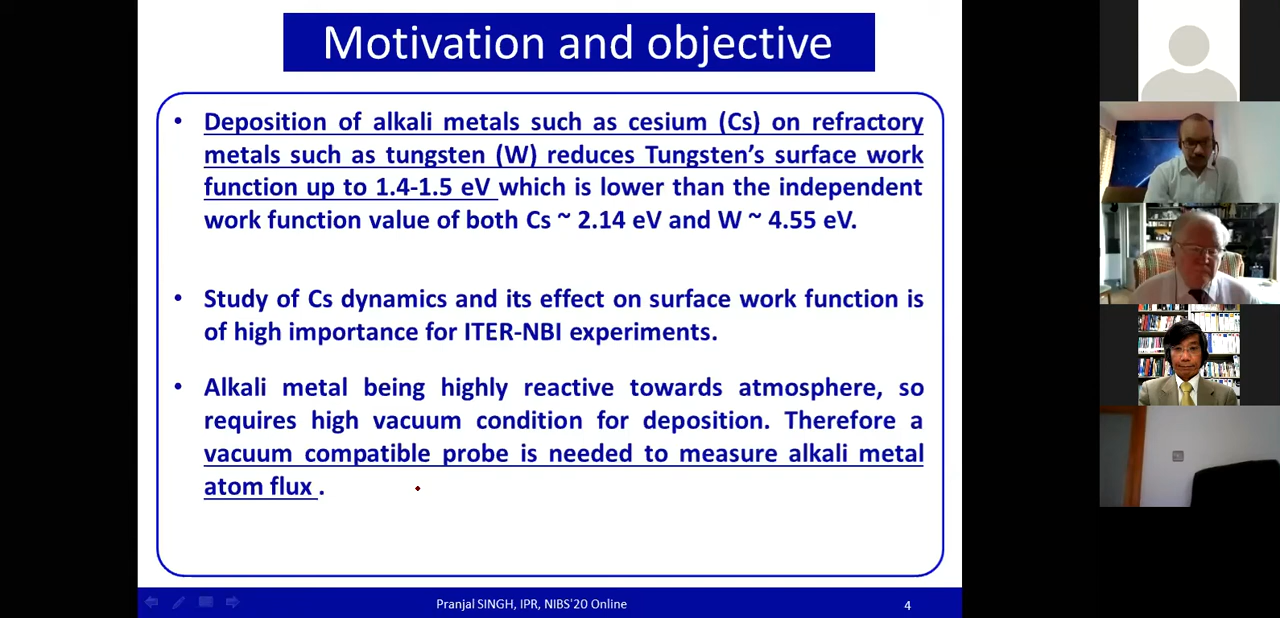 Motivation and objective
• Deposition of alkali metals such as cesium (Cs) on refractory
metals such as tungsten (W) reduces Tungsten's surface work
function up to 1.4-1.5 eV which is lower than the independent
work function value of both Cs ~ 2.14 eV and W ~ 4.55 eV.
• Study of Cs dynamics and its effect on surface work function is
of high importance for ITER-NBI experiments.
• Alkali metal being highly reactive towards atmosphere, so
requires high vacuum condition for deposition. Therefore a
vacuum compatible probe is needed to measure alkali metal
atom flux .
Pranjal SINGH, IPR, NIBS'20 Online
4